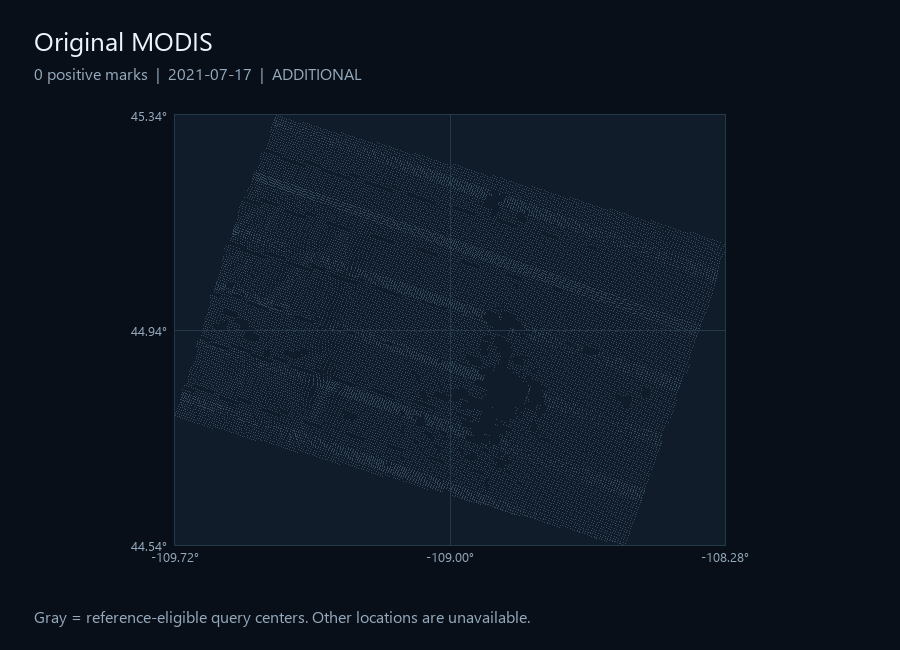 Original MODIS
0 positive marks | 2021-07-17 | ADDITIONAL
45.34°
44.94°
44.54°
-109.72° -109.00° -108.28°
Gray = reference-eligible query centers. Other locations are unavailable.